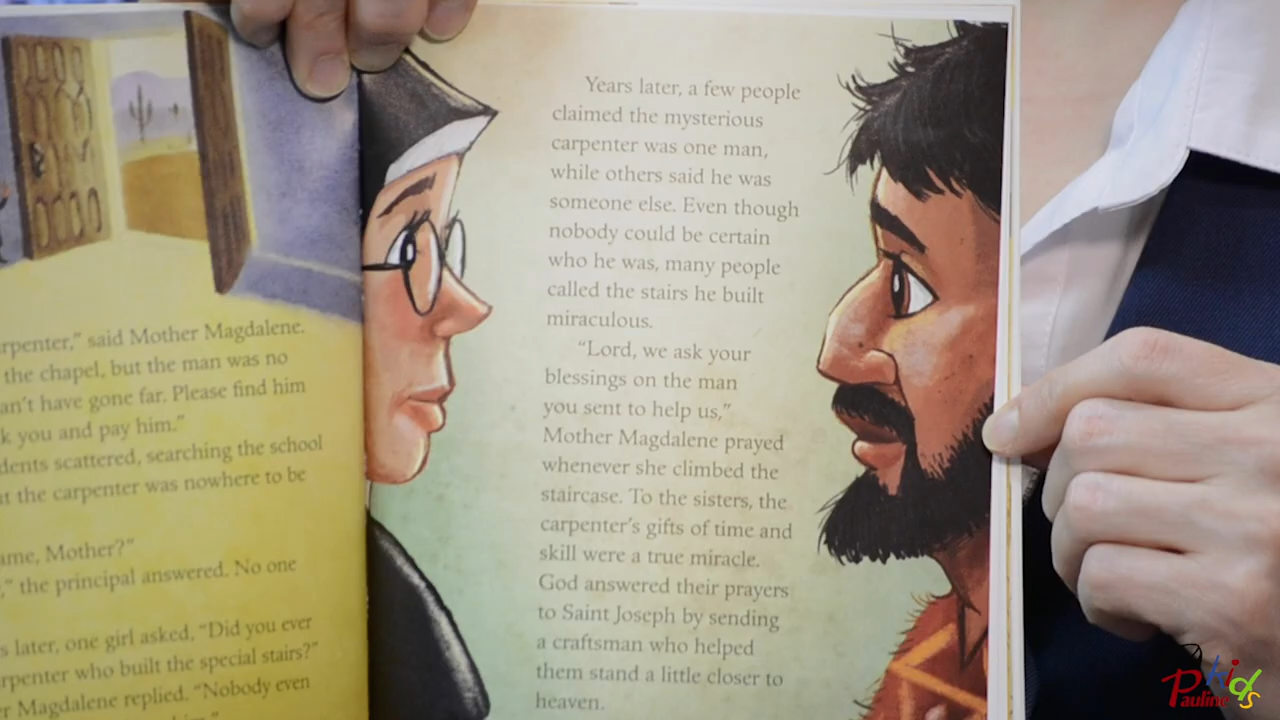 arpenter,” said Mother Magdalene.
the chapel, but the man was no
an't have gone far. Please find him
k you and pay him.”
dents scattered, searching the school
t the carpenter was nowhere to be
ame, Mother?”
,” the principal answered. No one
s later, one girl asked, “Did you ever
rpenter who built the special stairs?”
r Magdalene replied. “Nobody even
Years later, a few people
claimed the mysterious
carpenter was one man,
while others said he was
someone else. Even though
nobody could be certain
who he was, many people
called the stairs he built
miraculous.
“Lord, we ask your
blessings on the man
you sent to help us,”
Mother Magdalene prayed
whenever she climbed the
staircase. To the sisters, the
carpenter's gifts of time and
skill were a true miracle.
God answered their prayers
to Saint Joseph by sending
a craftsman who helped
them stand a little closer to
heaven.
Pauline
kids